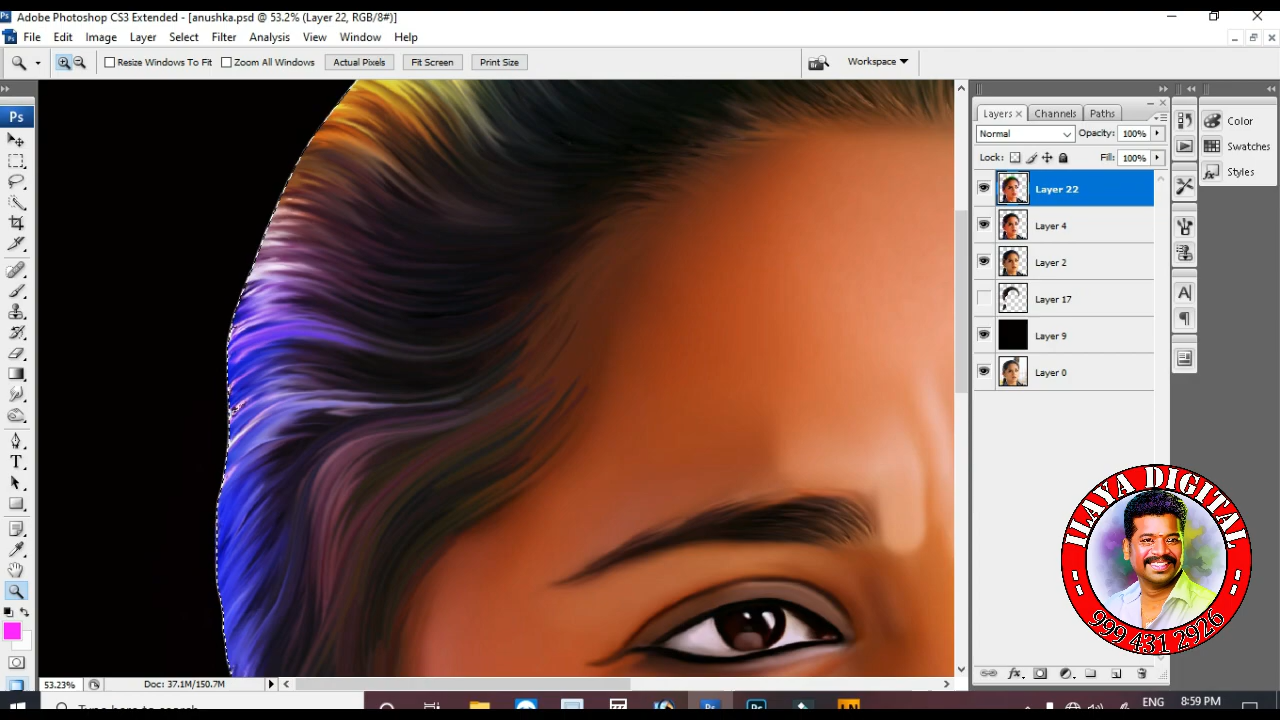 Adobe Photoshop CS3 Extended - [anushka.psd @ 53.2% (Layer 22, RGB/8#)]
File Edit Image Layer Select Filter Analysis View Window Help
Resize Windows To Fit Zoom All Windows Actual Pixels Fit Screen Print Size Workspace
Ps
Layers Channels Paths
Normal Opacity: 100%
Lock: Fill: 100%
Layer 22
Layer 4
Layer 2
Layer 17
Layer 9
Layer 0
Color
Swatches
Styles
ILAYA DIGITAL
999 431 2926
53.23% Doc: 37.1M/150.7M
ENG 8:59 PM